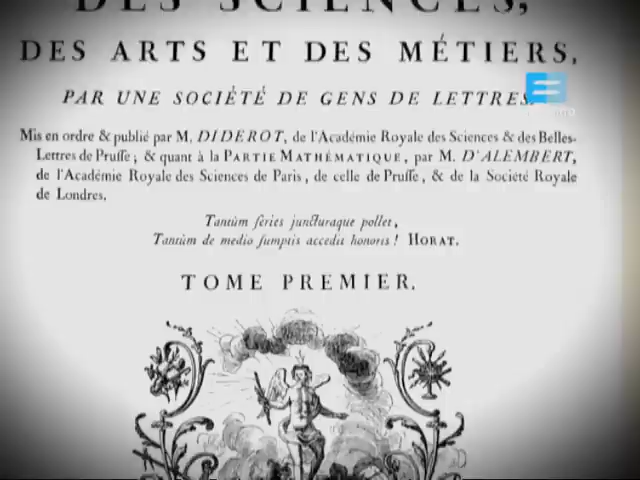 DES SCIENCES,
DES ARTS ET DES MÉTIERS,
PAR UNE SOCIÉTÉ DE GENS DE LETTRES.
Mis en ordre & publié par M. DIDEROT, de l'Académie Royale des Sciences & des Belles-
Lettres de Prusse; & quant à la PARTIE MATHÉMATIQUE, par M. D'ALEMBERT,
de l'Académie Royale des Sciences de Paris, de celle de Prusse, & de la Société Royale
de Londres.
Tantùm series juncturaque pollet,
Tantùm de medio sumptis accedit honoris! HORAT.
TOME PREMIER.